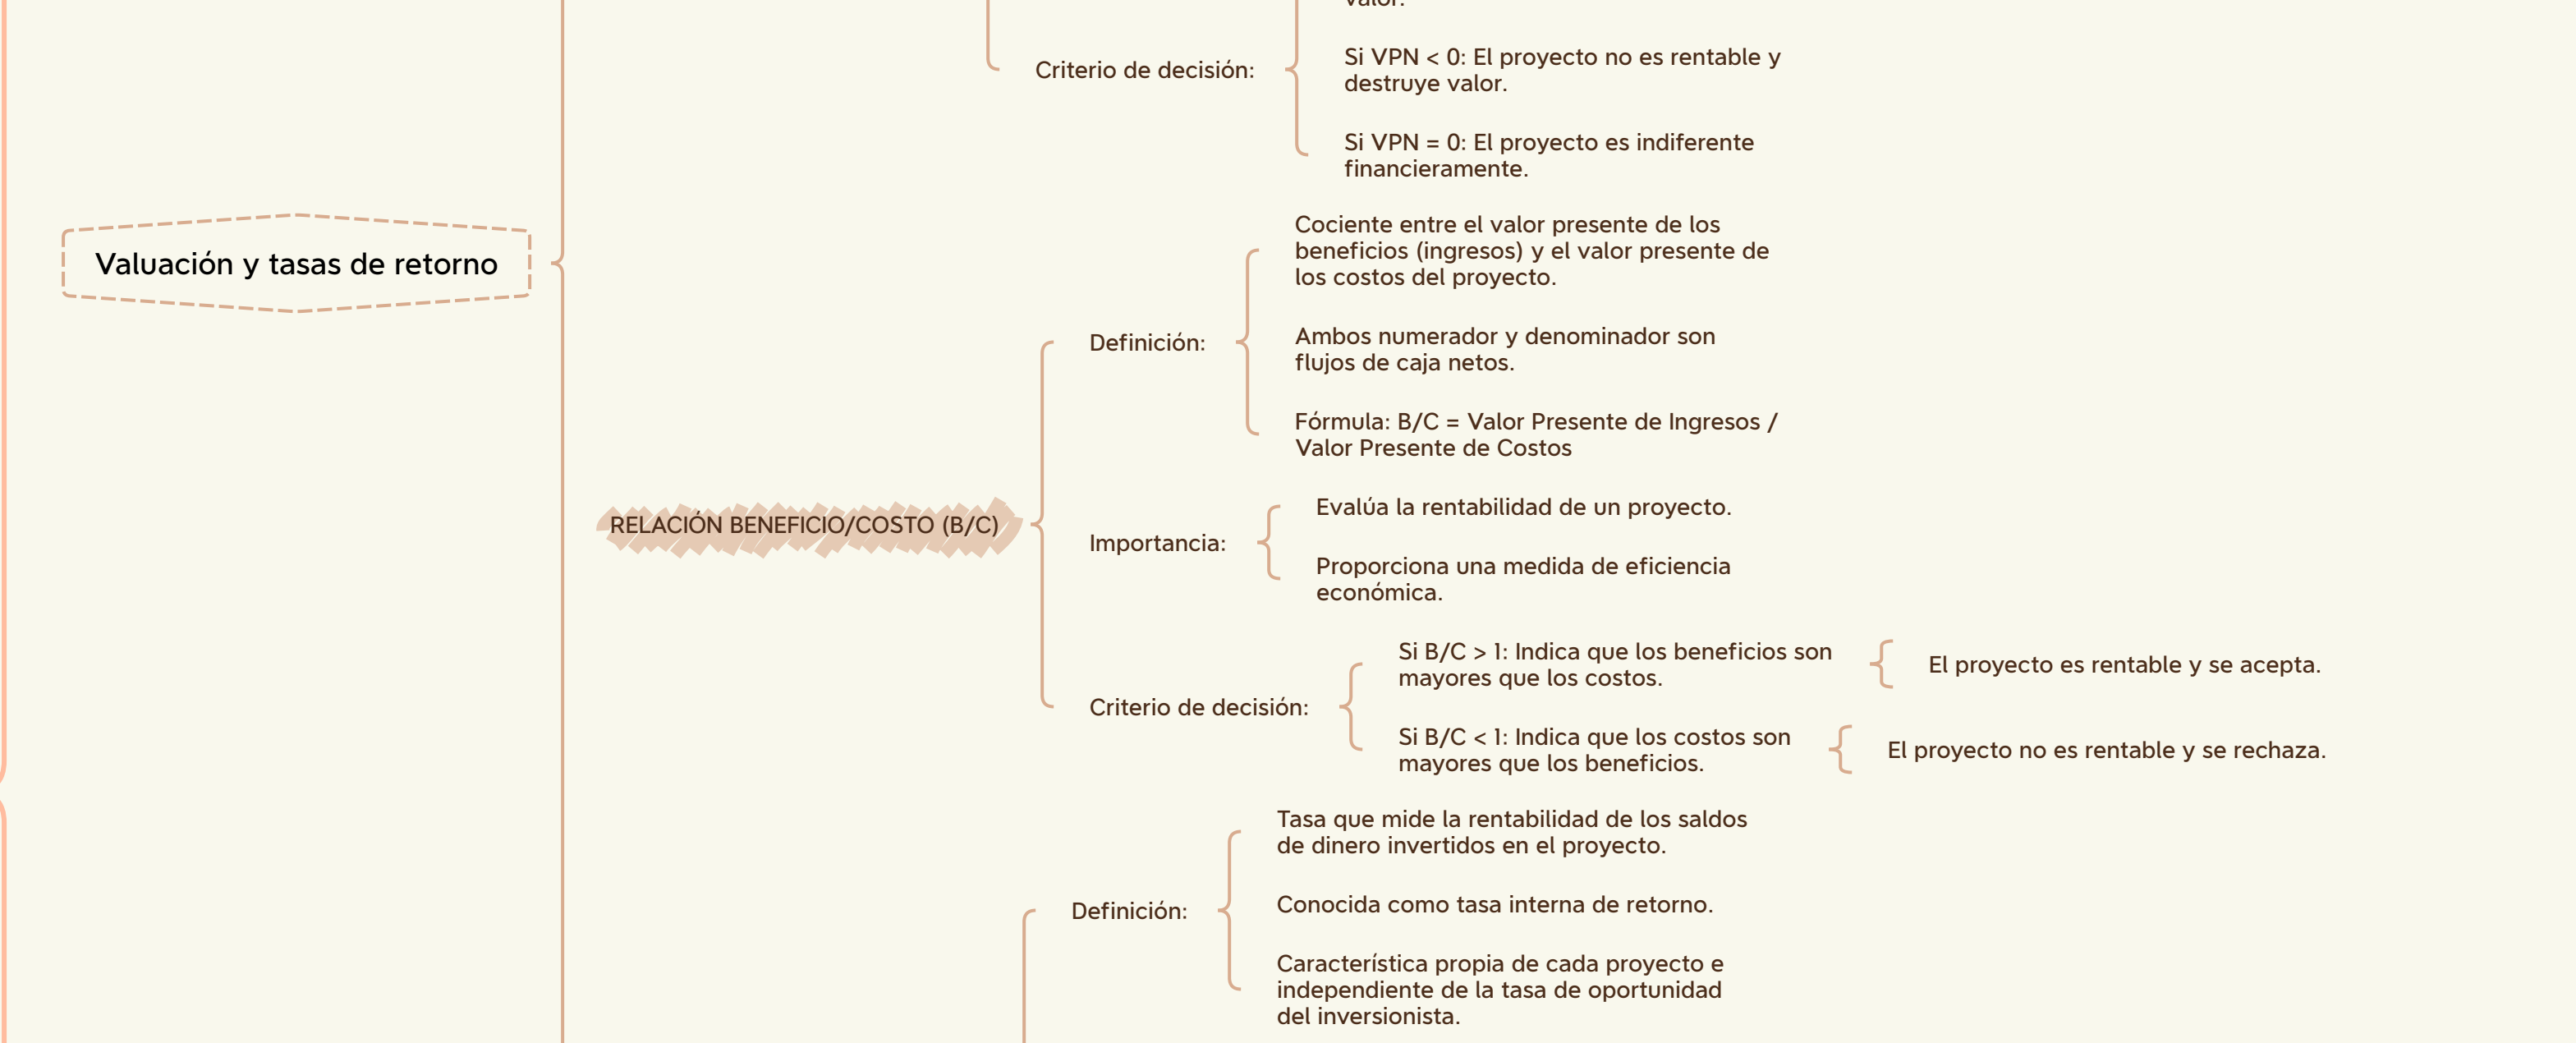 valor.
Criterio de decisión:
Si VPN < 0: El proyecto no es rentable y
destruye valor.
Si VPN = 0: El proyecto es indiferente
financieramente.
Valuación y tasas de retorno
RELACIÓN BENEFICIO/COSTO (B/C)
Definición:
Cociente entre el valor presente de los
beneficios (ingresos) y el valor presente de
los costos del proyecto.
Ambos numerador y denominador son
flujos de caja netos.
Fórmula: B/C = Valor Presente de Ingresos /
Valor Presente de Costos
Importancia:
Evalúa la rentabilidad de un proyecto.
Proporciona una medida de eficiencia
económica.
Criterio de decisión:
Si B/C > 1: Indica que los beneficios son
mayores que los costos.
El proyecto es rentable y se acepta.
Si B/C < 1: Indica que los costos son
mayores que los beneficios.
El proyecto no es rentable y se rechaza.
Definición:
Tasa que mide la rentabilidad de los saldos
de dinero invertidos en el proyecto.
Conocida como tasa interna de retorno.
Característica propia de cada proyecto e
independiente de la tasa de oportunidad
del inversionista.